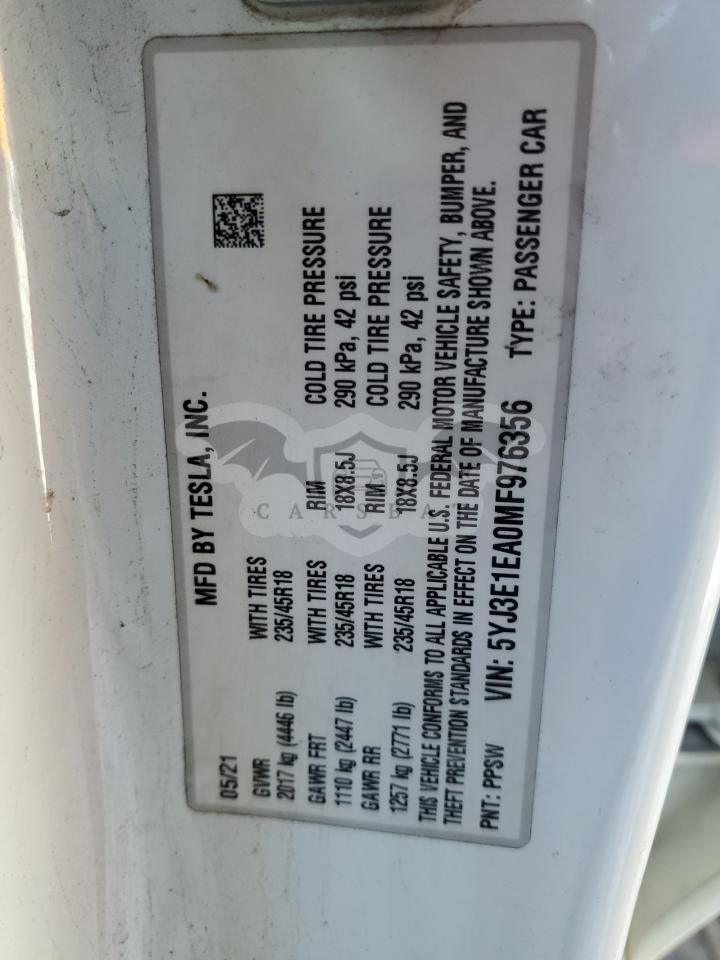 MFD BY TESLA, INC.
05/21
GVWR WITH TIRES
2017 kg (4446 lb) 235/45R18
GAWR FRT WITH TIRES RIM COLD TIRE PRESSURE
1110 kg (2447 lb) 235/45R18 18X8.5J 290 kPa, 42 psi
GAWR RR WITH TIRES RIM COLD TIRE PRESSURE
1257 kg (2771 lb) 235/45R18 18X8.5J 290 kPa, 42 psi
THIS VEHICLE CONFORMS TO ALL APPLICABLE U.S. FEDERAL MOTOR VEHICLE SAFETY, BUMPER, AND
THEFT PREVENTION STANDARDS IN EFFECT ON THE DATE OF MANUFACTURE SHOWN ABOVE.
PNT: PPSW VIN: 5YJ3E1EA0MF976356 TYPE: PASSENGER CAR